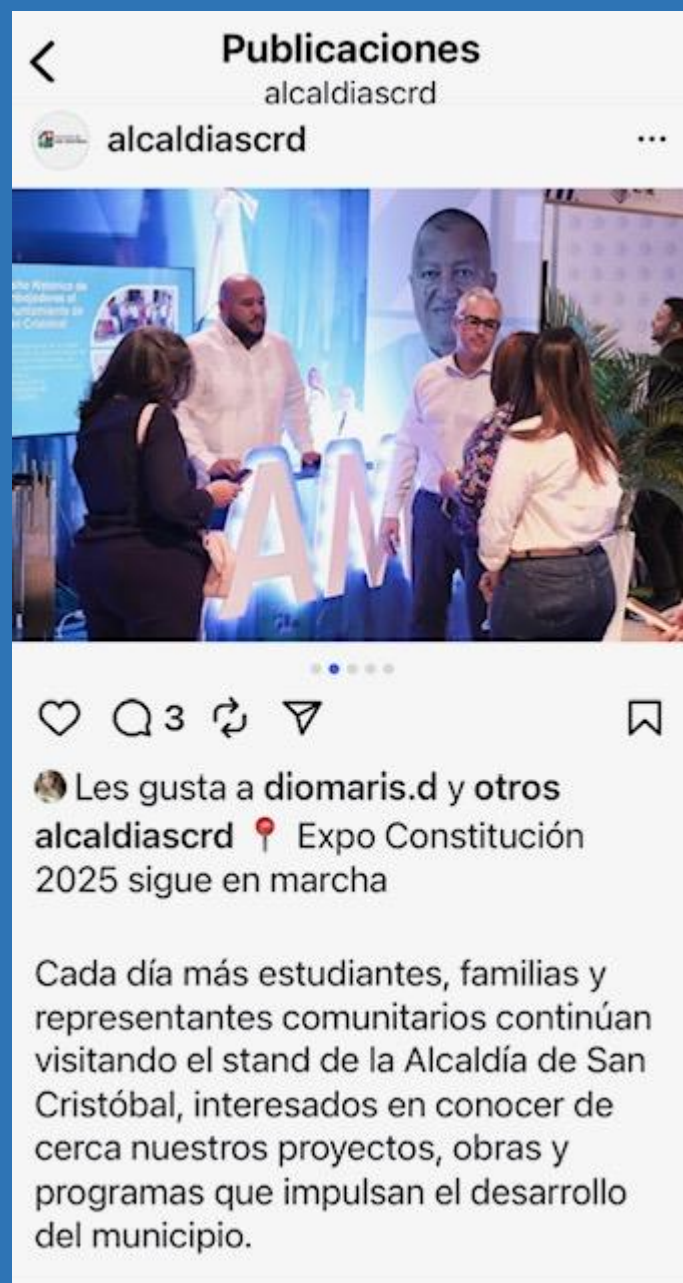 Publicaciones
alcaldiascrd
alcaldiascrd
AM
3
Les gusta a diomaris.d y otros
alcaldiascrd 📍 Expo Constitución
2025 sigue en marcha
Cada día más estudiantes, familias y
representantes comunitarios continúan
visitando el stand de la Alcaldía de San
Cristóbal, interesados en conocer de
cerca nuestros proyectos, obras y
programas que impulsan el desarrollo
del municipio.